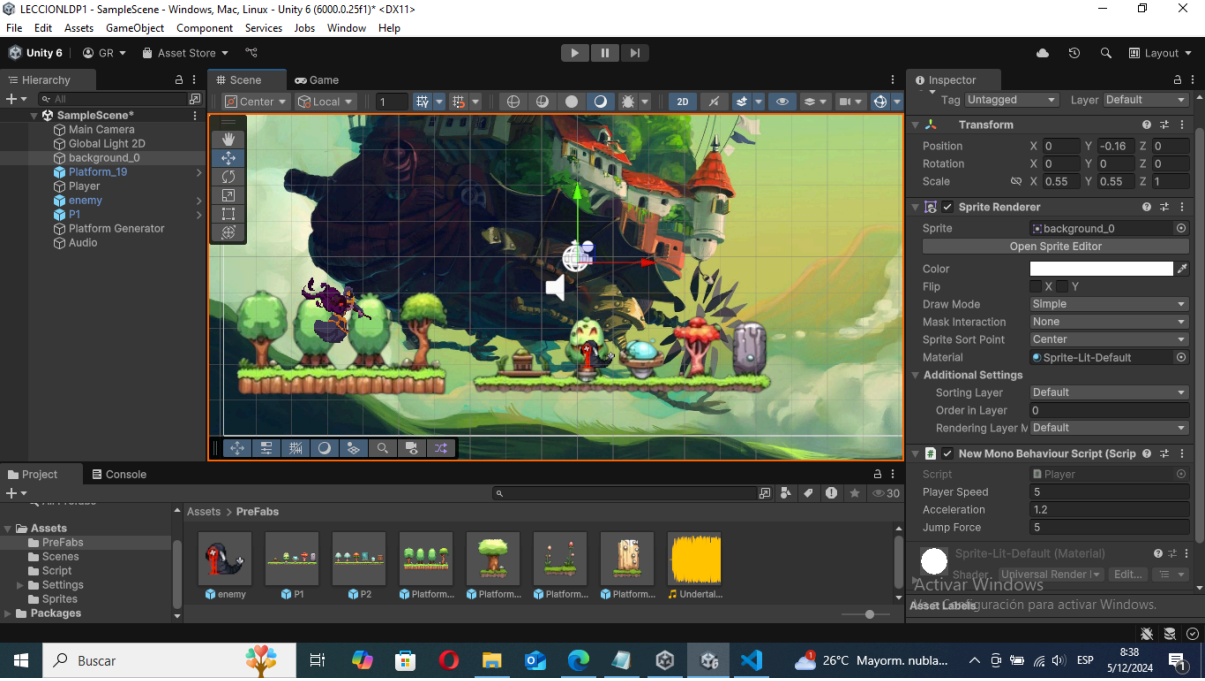 LECCIONLDP1 - SampleScene - Windows, Mac, Linux - Unity 6 (6000.0.25f1)* <DX11>
File Edit Assets GameObject Component Services Jobs Window Help
Unity 6 GR Asset Store Layout
Hierarchy Scene Game Inspector
All Center Local 1 2D Tag Untagged Layer Default
SampleScene*
Main Camera
Global Light 2D
background_0
Platform_19
Player
enemy
P1
Platform Generator
Audio
Transform
Position X 0 Y -0.16 Z 0
Rotation X 0 Y 0 Z 0
Scale X 0.55 Y 0.55 Z 1
Sprite Renderer
Sprite background_0
Open Sprite Editor
Color
Flip X Y
Draw Mode Simple
Mask Interaction None
Sprite Sort Point Center
Material Sprite-Lit-Default
Additional Settings
Sorting Layer Default
Order in Layer 0
Rendering Layer M Default
New Mono Behaviour Script (Scrip
Script Player
Player Speed 5
Acceleration 1.2
Jump Force 5
Sprite-Lit-Default (Material)
Shader Universal Render Edit...
Activar Windows
Configuración para activar Windows.
Asset Labels
Project Console
30
Assets
PreFabs
Scenes
Script
Settings
Sprites
Packages
Assets > PreFabs
enemy P1 P2 Platform... Platform... Platform... Platform... Undertal...
Buscar 26°C Mayorm. nubla... ESP 8:38
5/12/2024 1